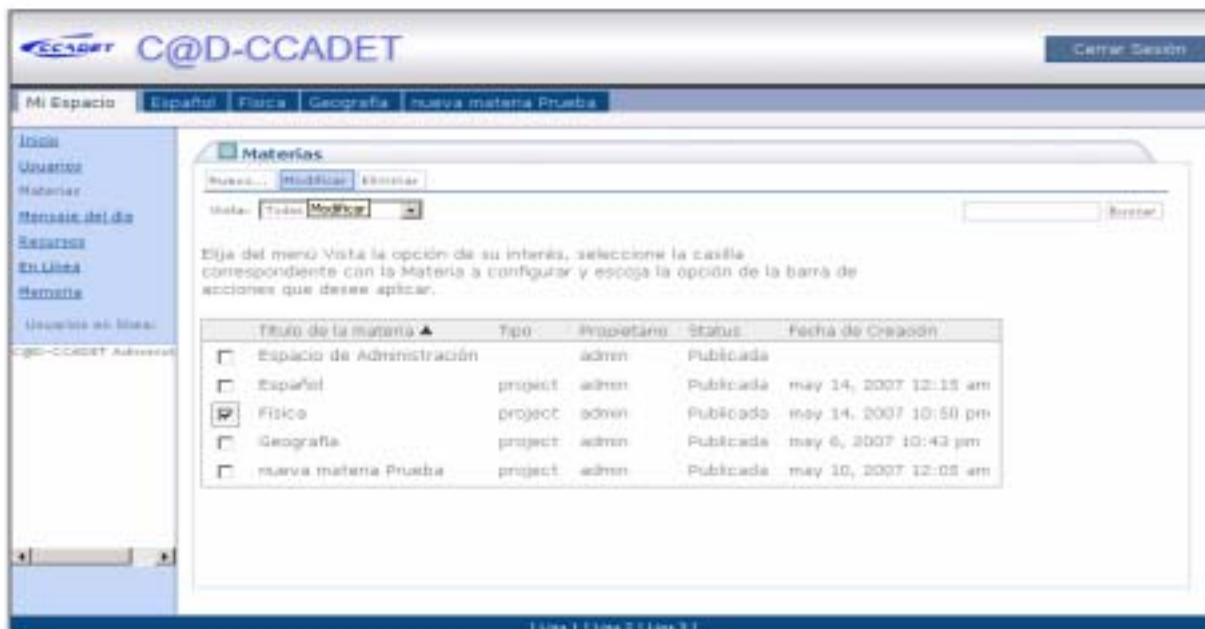 CCADET C@D-CCADET
Cerrar Sesión
Mi Espacio Español Física Geografía nueva materia Prueba
Inicio
Usuarios
Materias
Mensaje del día
Recursos
En Línea
Memoria
Usuarios en línea:
C@D-CCADET
Materias
Nuevo... Modificar Eliminar
Vista: Todas Modificar Buscar
Elija del menú Vista la opción de su interés, seleccione la casilla
correspondiente con la Materia a configurar y escoja la opción de la barra de
acciones que desee aplicar.
Título de la materia ▲ Tipo Propietario Status Fecha de Creación
Espacio de Administración admin Publicada
Español project admin Publicada may 14, 2007 12:15 am
Física project admin Publicada may 14, 2007 10:50 pm
Geografía project admin Publicada may 6, 2007 10:43 pm
nueva materia Prueba project admin Publicada may 10, 2007 12:05 am